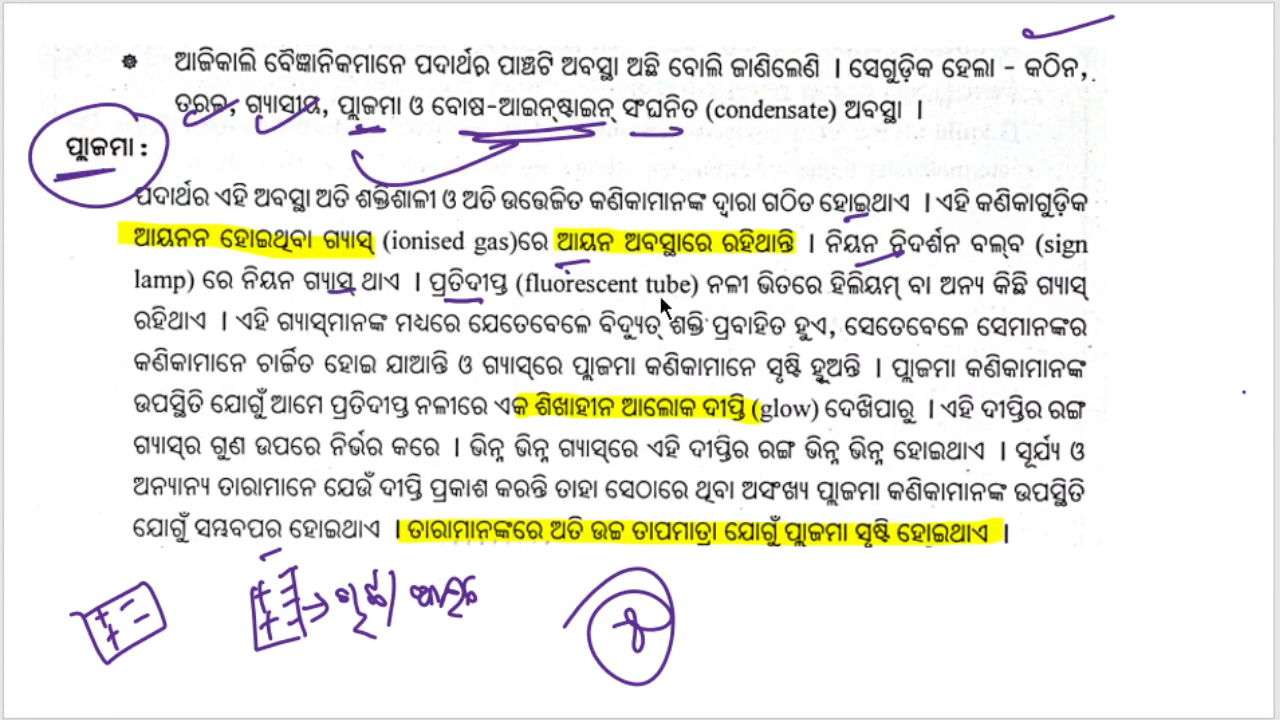 ଆଜିକାଲି ବୈଜ୍ଞାନିକମାନେ ପଦାର୍ଥର ପାଞ୍ଚଟି ଅବସ୍ଥା ଅଛି ବୋଲି ଜାଣିଲେଣି । ସେଗୁଡ଼ିକ ହେଲା - କଠିନ,
ତରଳ, ଗ୍ୟାସୀୟ, ପ୍ଲାଜମା ଓ ବୋଷ-ଆଇନ୍‌ଷ୍ଟାଇନ୍ ସଂଘନିତ (condensate) ଅବସ୍ଥା ।
ପ୍ଲାଜମା :
ପଦାର୍ଥର ଏହି ଅବସ୍ଥା ଅତି ଶକ୍ତିଶାଳୀ ଓ ଅତି ଉତ୍ତେଜିତ କଣିକାମାନଙ୍କ ଦ୍ୱାରା ଗଠିତ ହୋଇଥାଏ । ଏହି କଣିକାଗୁଡ଼ିକ
ଆୟନନ ହୋଇଥିବା ଗ୍ୟାସ୍ (ionised gas)ରେ ଆୟନ ଅବସ୍ଥାରେ ରହିଥାନ୍ତି । ନିୟନ ନିଦର୍ଶନ ବଲ୍‌ବ (sign
lamp) ରେ ନିୟନ ଗ୍ୟାସ୍ ଥାଏ । ପ୍ରତିଦୀପ୍ତ (fluorescent tube) ନଳୀ ଭିତରେ ହିଲିୟମ୍ ବା ଅନ୍ୟ କିଛି ଗ୍ୟାସ୍
ରହିଥାଏ । ଏହି ଗ୍ୟାସ୍‌ମାନଙ୍କ ମଧ୍ୟରେ ଯେତେବେଳେ ବିଦ୍ୟୁତ୍ ଶକ୍ତି ପ୍ରବାହିତ ହୁଏ, ସେତେବେଳେ ସେମାନଙ୍କର
କଣିକାମାନେ ଚାର୍ଜିତ ହୋଇ ଯାଆନ୍ତି ଓ ଗ୍ୟାସ୍‌ରେ ପ୍ଲାଜମା କଣିକାମାନେ ସୃଷ୍ଟି ହୁଅନ୍ତି । ପ୍ଲାଜମା କଣିକାମାନଙ୍କ
ଉପସ୍ଥିତି ଯୋଗୁଁ ଆମେ ପ୍ରତିଦୀପ୍ତ ନଳୀରେ ଏକ ଶିଖାହୀନ ଆଲୋକ ଦୀପ୍ତି (glow) ଦେଖିପାରୁ । ଏହି ଦୀପ୍ତିର ରଙ୍ଗ
ଗ୍ୟାସ୍‌ର ଗୁଣ ଉପରେ ନିର୍ଭର କରେ । ଭିନ୍ନ ଭିନ୍ନ ଗ୍ୟାସ୍‌ରେ ଏହି ଦୀପ୍ତିର ରଙ୍ଗ ଭିନ୍ନ ଭିନ୍ନ ହୋଇଥାଏ । ସୂର୍ଯ୍ୟ ଓ
ଅନ୍ୟାନ୍ୟ ତାରାମାନେ ଯେଉଁ ଦୀପ୍ତି ପ୍ରକାଶ କରନ୍ତି ତାହା ସେଠାରେ ଥିବା ଅସଂଖ୍ୟ ପ୍ଲାଜମା କଣିକାମାନଙ୍କ ଉପସ୍ଥିତି
ଯୋଗୁଁ ସମ୍ଭବପର ହୋଇଥାଏ । ତାରାମାନଙ୍କରେ ଅତି ଉଚ୍ଚ ତାପମାତ୍ରା ଯୋଗୁଁ ପ୍ଲାଜମା ସୃଷ୍ଟି ହୋଇଥାଏ ।